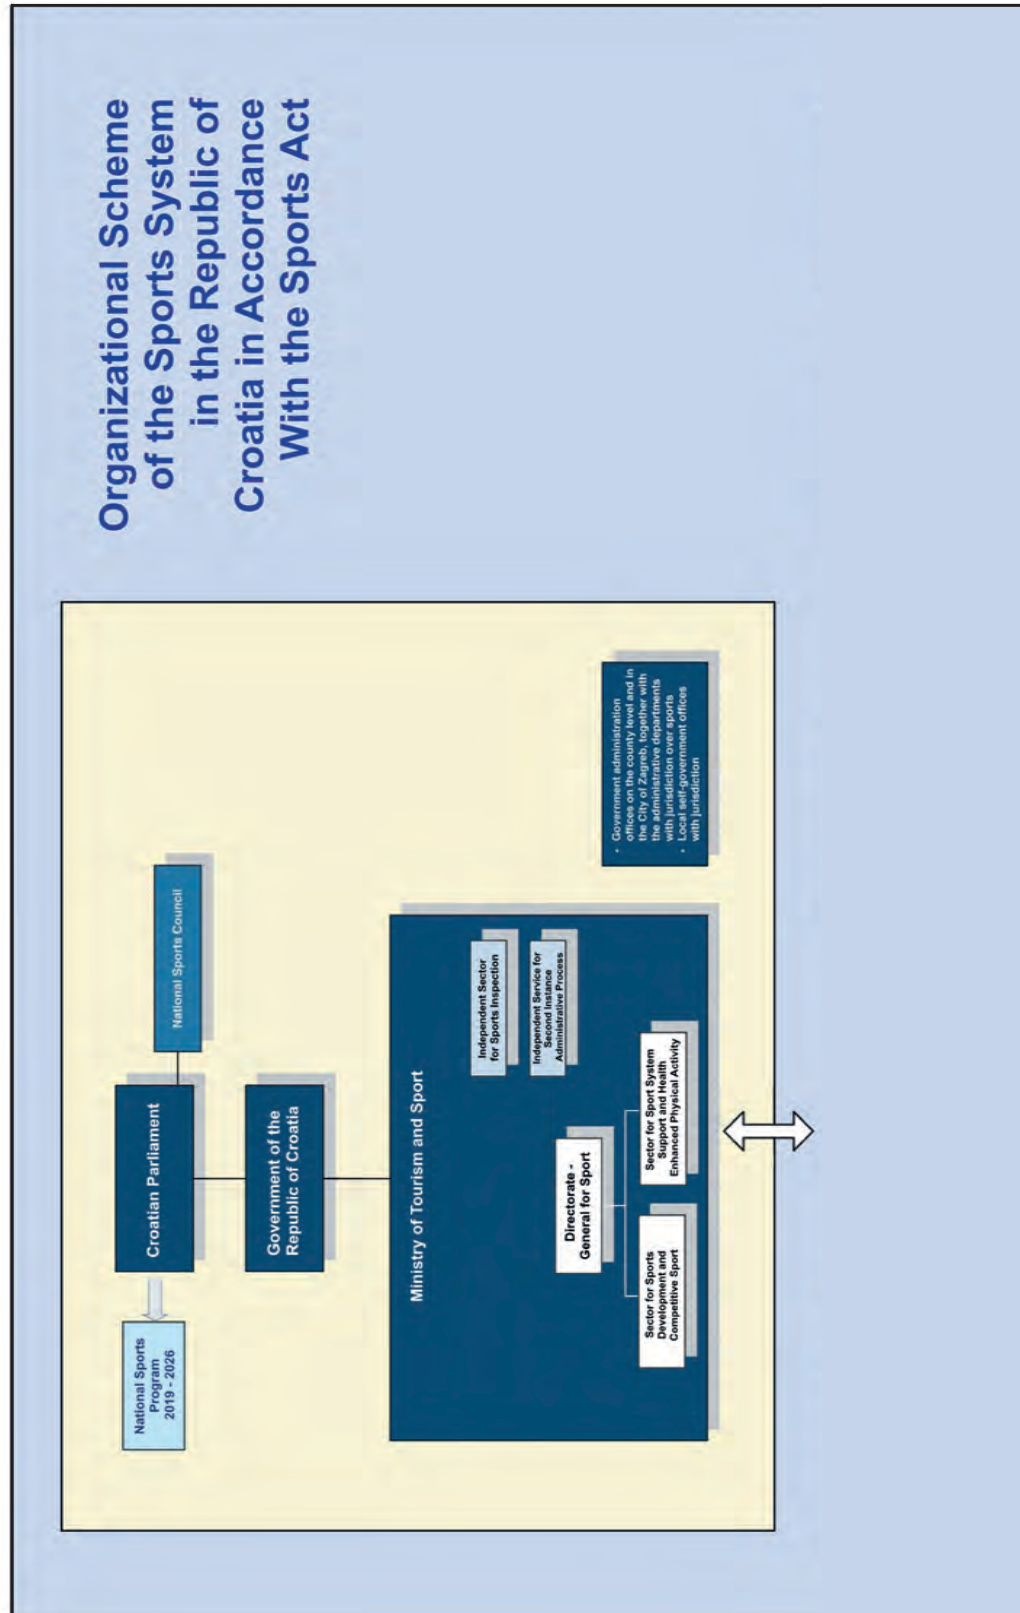 Organizational Scheme
of the Sports System
in the Republic of
Croatia in Accordance
With the Sports Act
National Sports
Program
2019 - 2026
Croatian Parliament
National Sports Council
Government of the
Republic of Croatia
Ministry of Tourism and Sport
Independent Sector
for Sports Inspection
Independent Service for
Second Instance
Administrative Process
Directorate -
General for Sport
Sector for Sports
Development and
Competitive Sport
Sector for Sport System
Support and Health
Enhanced Physical Activity
• Government administration
offices on the county level and in
the City of Zagreb, together with
the administrative departments
with jurisdiction over sports
• Local self-government offices
with jurisdiction